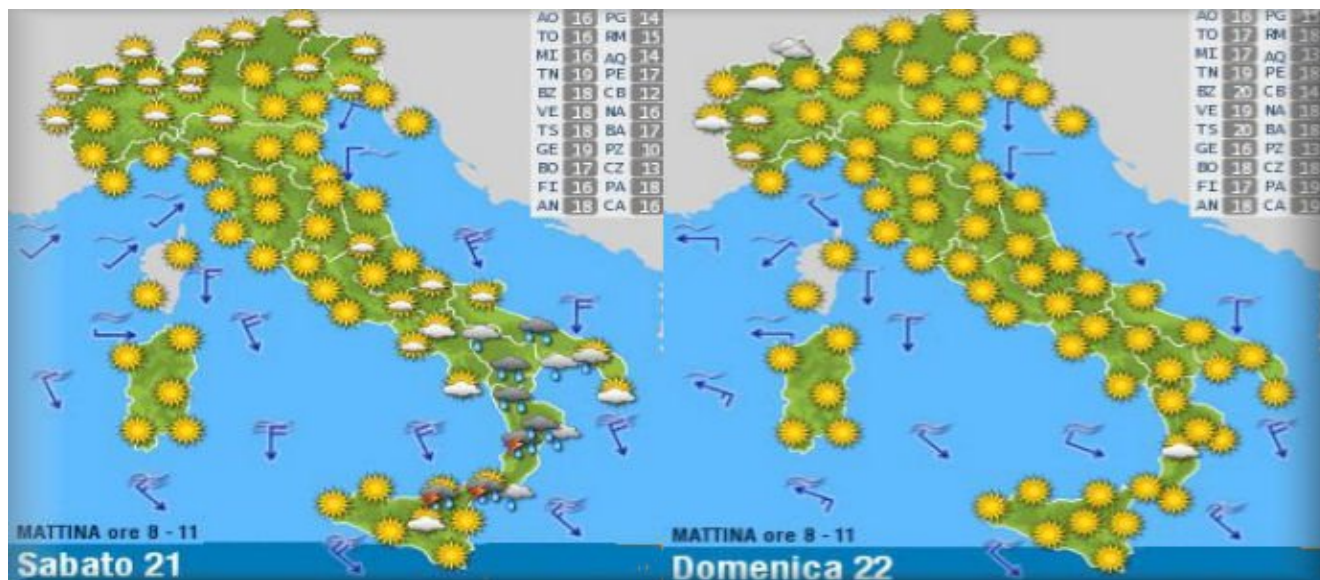 AO 16 PG 14
TO 16 RM 15
MI 16 AQ 14
TN 19 PE 17
BZ 18 CB 12
VE 18 NA 16
TS 18 BA 17
GE 19 PZ 10
BO 17 CZ 13
FI 16 PA 18
AN 18 CA 16
MATTINA ore 8 - 11
Sabato 21
AO 16 PG
TO 17 RM 18
MI 17 AQ 13
TN 19 PE 18
BZ 20 CB 14
VE 19 NA 18
TS 20 BA 18
GE 16 PZ 13
BO 18 CZ 18
FI 17 PA 19
AN 18 CA 19
MATTINA ore 8 - 11
Domenica 22